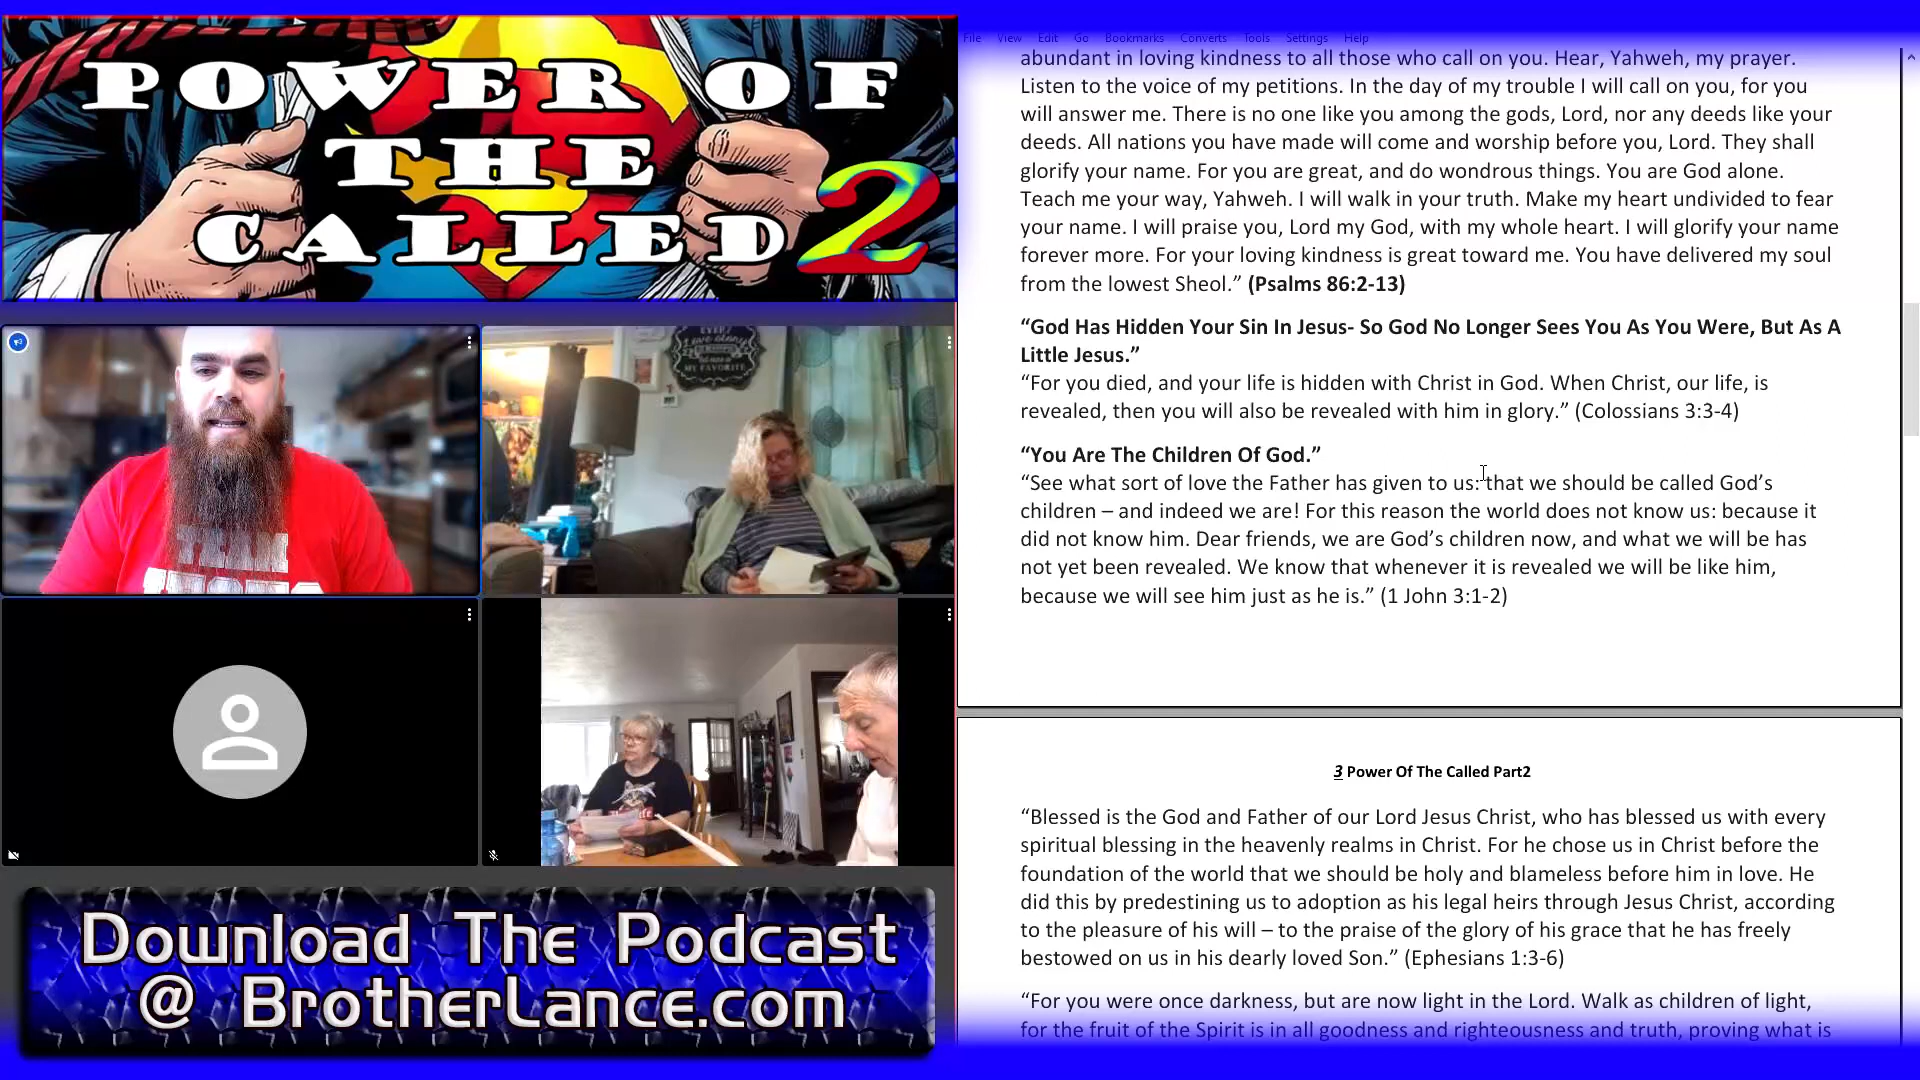 POWER OF
THE
CALLED 2
EVERY
Love story
MY FAVORITE
Download The Podcast
@ BrotherLance.com
File View Edit Go Bookmarks Converts Tools Settings Help
abundant in loving kindness to all those who call on you. Hear, Yahweh, my prayer.
Listen to the voice of my petitions. In the day of my trouble I will call on you, for you
will answer me. There is no one like you among the gods, Lord, nor any deeds like your
deeds. All nations you have made will come and worship before you, Lord. They shall
glorify your name. For you are great, and do wondrous things. You are God alone.
Teach me your way, Yahweh. I will walk in your truth. Make my heart undivided to fear
your name. I will praise you, Lord my God, with my whole heart. I will glorify your name
forever more. For your loving kindness is great toward me. You have delivered my soul
from the lowest Sheol.” (Psalms 86:2-13)
“God Has Hidden Your Sin In Jesus- So God No Longer Sees You As You Were, But As A
Little Jesus.”
“For you died, and your life is hidden with Christ in God. When Christ, our life, is
revealed, then you will also be revealed with him in glory.” (Colossians 3:3-4)
“You Are The Children Of God.”
“See what sort of love the Father has given to us: that we should be called God’s
children – and indeed we are! For this reason the world does not know us: because it
did not know him. Dear friends, we are God’s children now, and what we will be has
not yet been revealed. We know that whenever it is revealed we will be like him,
because we will see him just as he is.” (1 John 3:1-2)
3 Power Of The Called Part2
“Blessed is the God and Father of our Lord Jesus Christ, who has blessed us with every
spiritual blessing in the heavenly realms in Christ. For he chose us in Christ before the
foundation of the world that we should be holy and blameless before him in love. He
did this by predestining us to adoption as his legal heirs through Jesus Christ, according
to the pleasure of his will – to the praise of the glory of his grace that he has freely
bestowed on us in his dearly loved Son.” (Ephesians 1:3-6)
“For you were once darkness, but are now light in the Lord. Walk as children of light,
for the fruit of the Spirit is in all goodness and righteousness and truth, proving what is